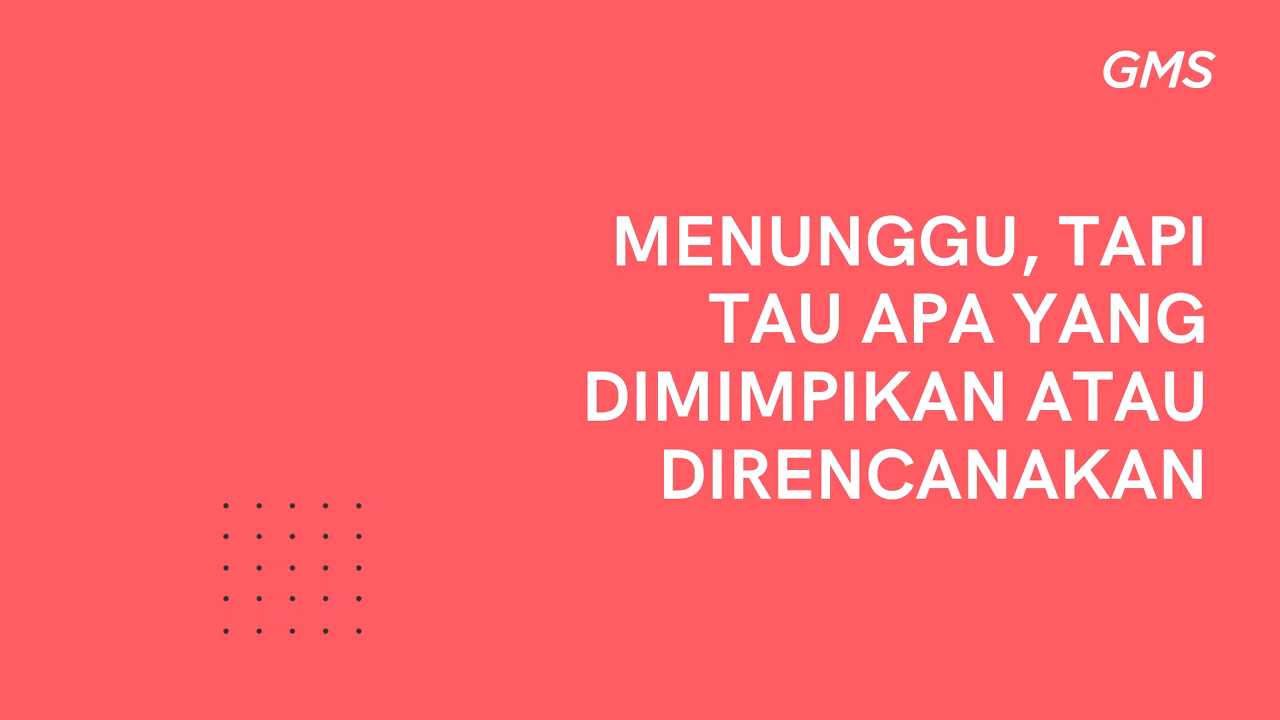 GMS
MENUNGGU, TAPI
TAU APA YANG
DIMIMPIKAN ATAU
DIRENCANAKAN